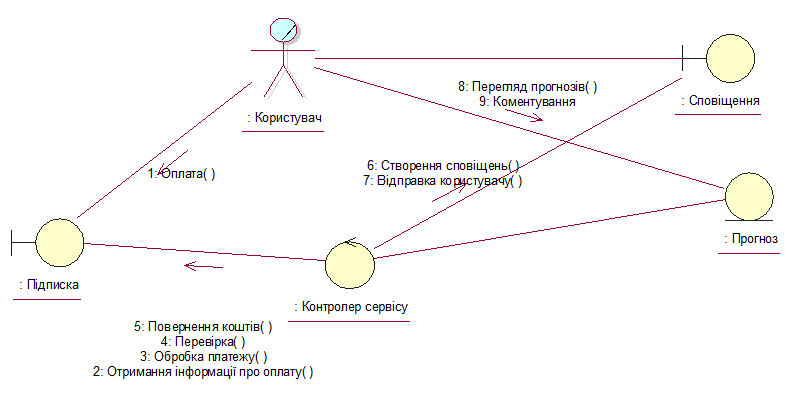 8: Перегляд прогнозів( )
9: Коментування
: Сповіщення
: Користувач
1: Оплата( )
6: Створення сповіщень( )
7: Відправка користувачу( )
: Прогноз
: Підписка
: Контролер сервісу
5: Повернення коштів( )
4: Перевірка( )
3: Обробка платежу( )
2: Отримання інформації про оплату( )